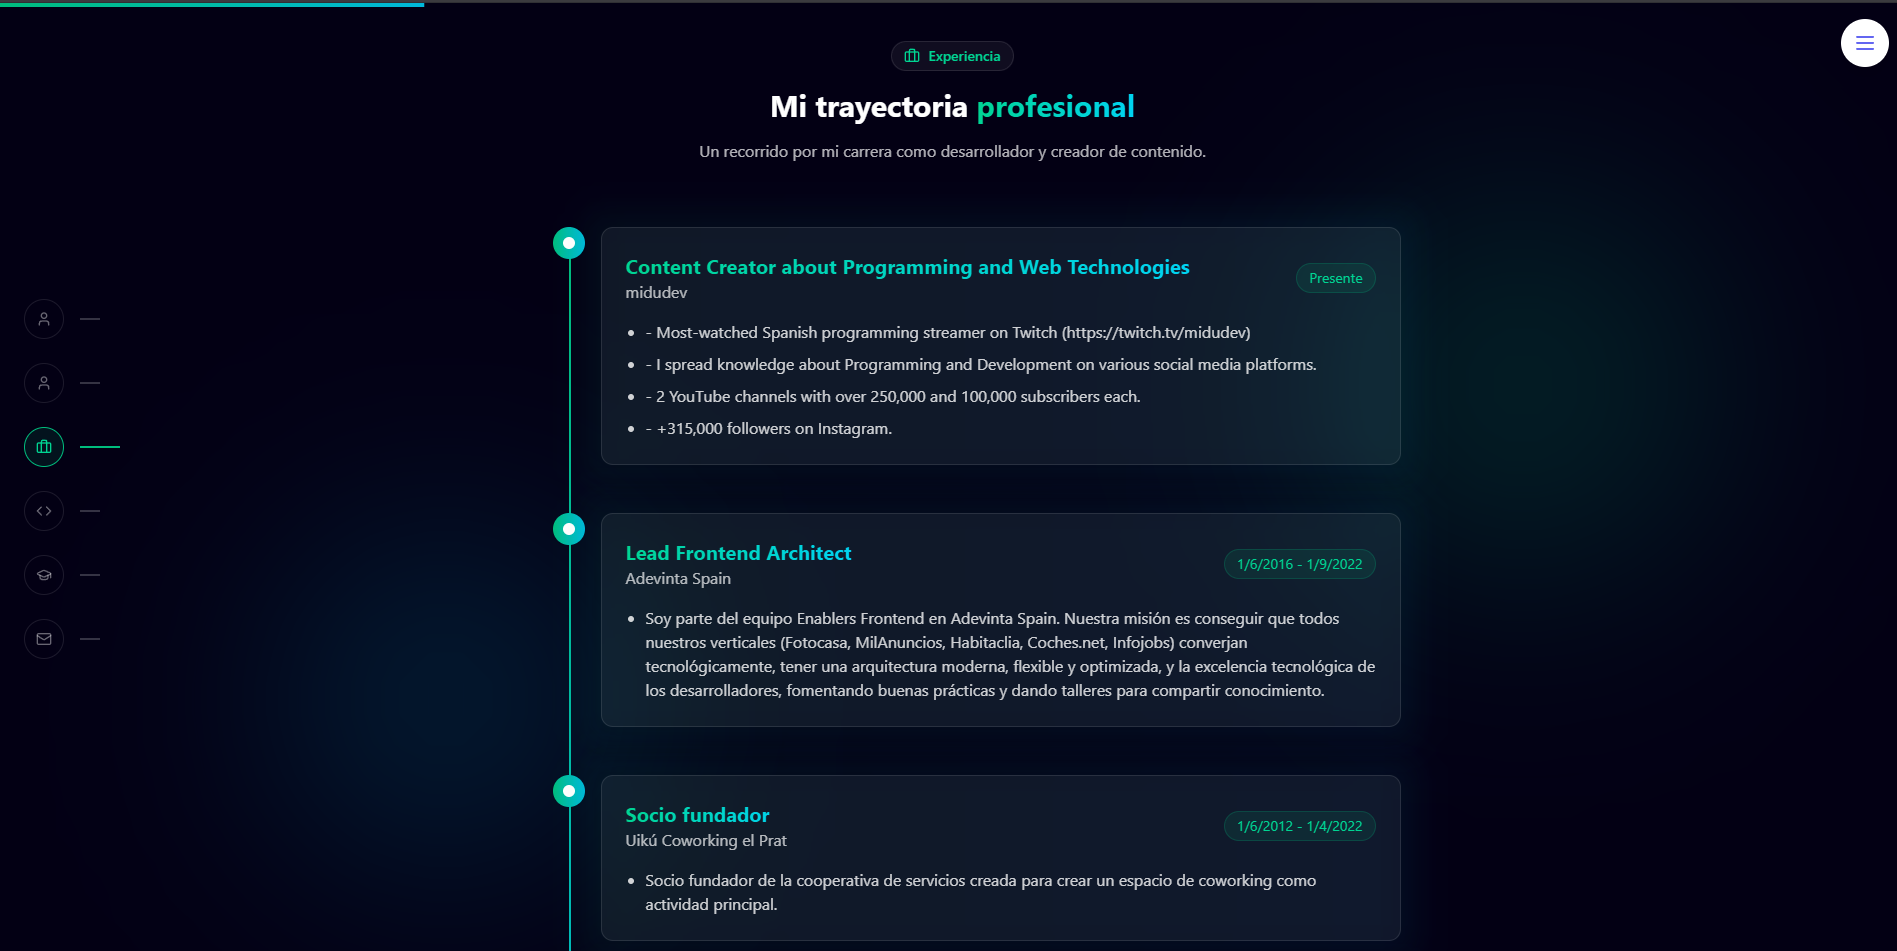 Experiencia
Mi trayectoria profesional
Un recorrido por mi carrera como desarrollador y creador de contenido.
Content Creator about Programming and Web Technologies
midudev
Presente
- Most-watched Spanish programming streamer on Twitch (https://twitch.tv/midudev)
- I spread knowledge about Programming and Development on various social media platforms.
- 2 YouTube channels with over 250,000 and 100,000 subscribers each.
- +315,000 followers on Instagram.
Lead Frontend Architect
Adevinta Spain
1/6/2016 - 1/9/2022
Soy parte del equipo Enablers Frontend en Adevinta Spain. Nuestra misión es conseguir que todos
nuestros verticales (Fotocasa, MilAnuncios, Habitaclia, Coches.net, Infojobs) converjan
tecnológicamente, tener una arquitectura moderna, flexible y optimizada, y la excelencia tecnológica de
los desarrolladores, fomentando buenas prácticas y dando talleres para compartir conocimiento.
Socio fundador
Uikú Coworking el Prat
1/6/2012 - 1/4/2022
Socio fundador de la cooperativa de servicios creada para crear un espacio de coworking como
actividad principal.